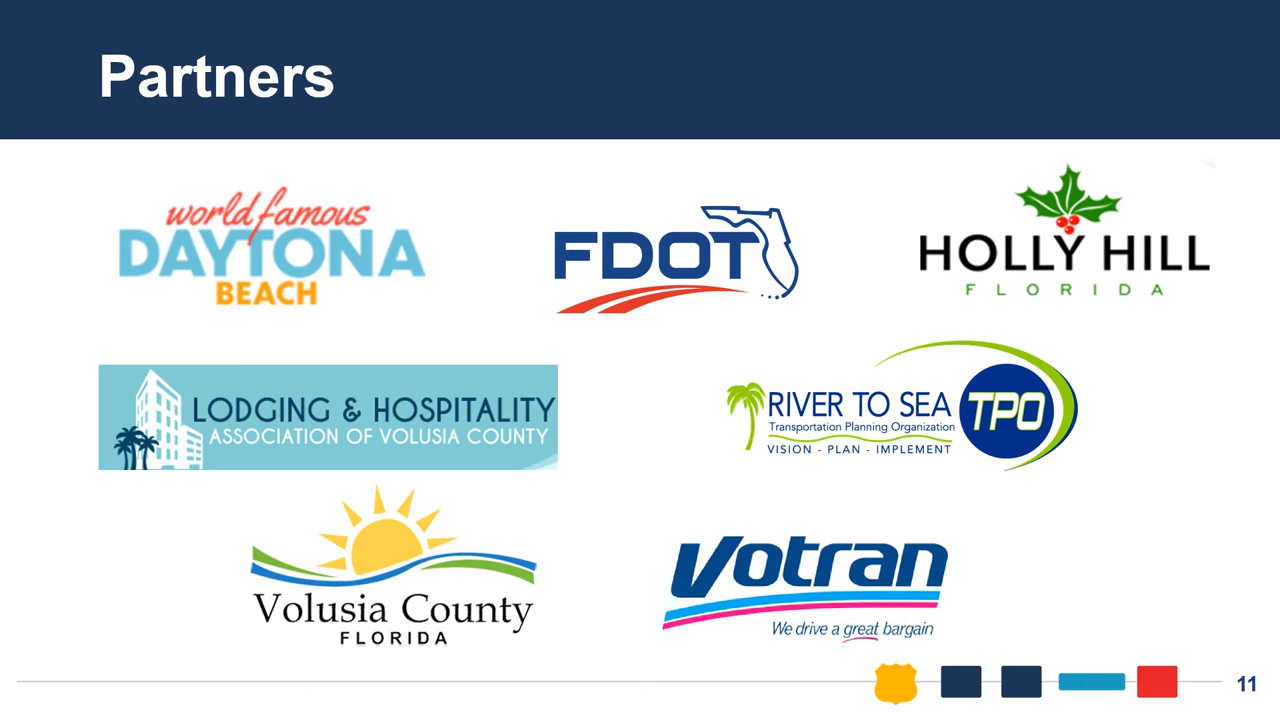 Partners
world famous
DAYTONA
BEACH
FDOT
HOLLY HILL
FLORIDA
LODGING & HOSPITALITY
ASSOCIATION OF VOLUSIA COUNTY
RIVER TO SEA
Transportation Planning Organization
VISION - PLAN - IMPLEMENT
TPO
Volusia County
FLORIDA
Votran
We drive a great bargain
11